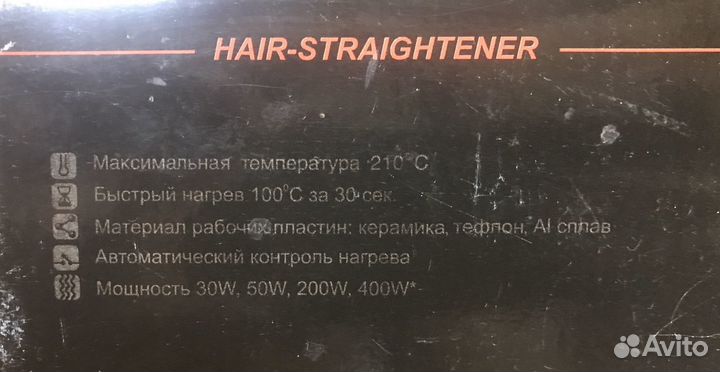 HAIR-STRAIGHTENER
Максимальная температура 210°С
Быстрый нагрев 100°С за 30 сек.
Материал рабочих пластин: керамика, тефлон, Al сплав
Автоматический контроль нагрева
Мощность 30W, 50W, 200W, 400W*
Avito